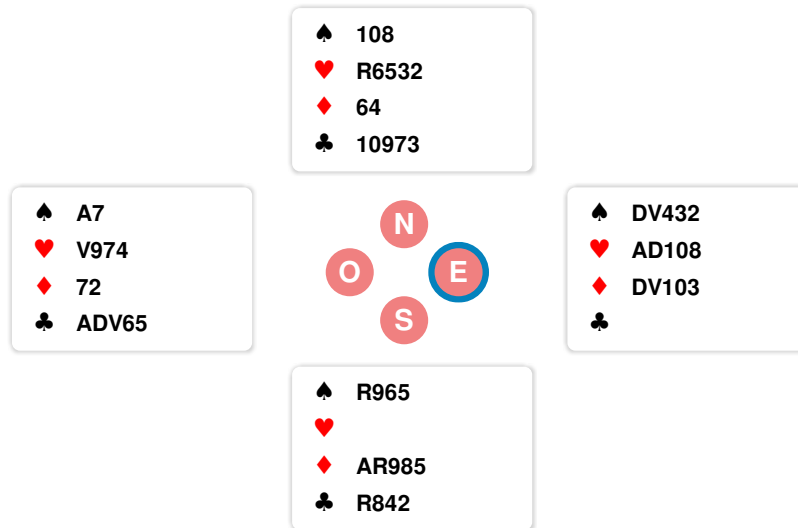 ♠ 108
♥ R6532
♦ 64
♣ 10973
♠ A7
♥ V974
♦ 72
♣ ADV65
N
O E
S
♠ DV432
♥ AD108
♦ DV103
♣
♠ R965
♥
♦ AR985
♣ R842